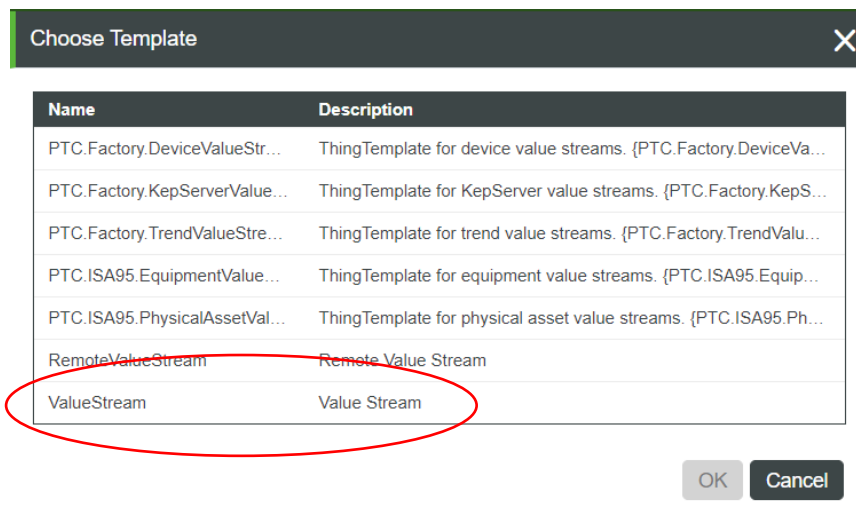 Choose Template
Name Description
PTC.Factory.DeviceValueStr... ThingTemplate for device value streams. {PTC.Factory.DeviceVa...
PTC.Factory.KepServerValue... ThingTemplate for KepServer value streams. {PTC.Factory.KepS...
PTC.Factory.TrendValueStre... ThingTemplate for trend value streams. {PTC.Factory.TrendValu...
PTC.ISA95.EquipmentValue... ThingTemplate for equipment value streams. {PTC.ISA95.Equip...
PTC.ISA95.PhysicalAssetVal... ThingTemplate for physical asset value streams. {PTC.ISA95.Ph...
RemoteValueStream Remote Value Stream
ValueStream Value Stream
OK Cancel